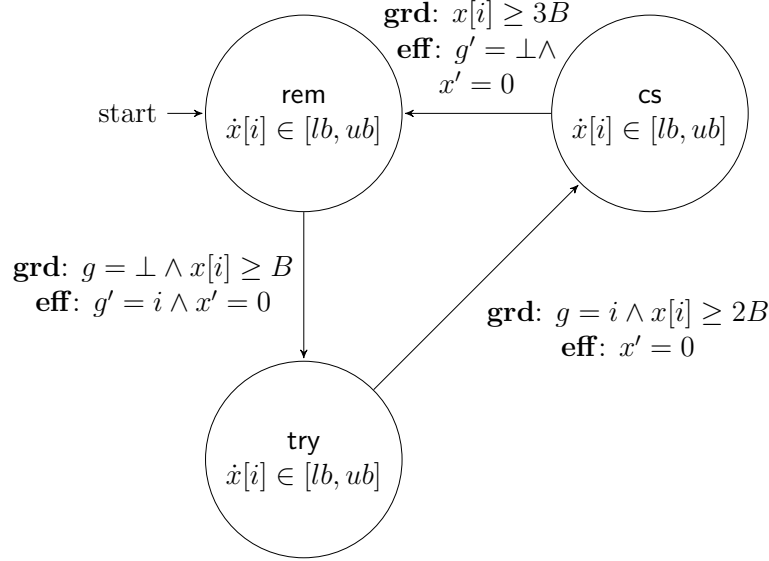 grd: x[i] ≥ 3B
eff: g′ = ⊥∧
x′ = 0
start
rem
ẋ[i] ∈ [lb, ub]
cs
ẋ[i] ∈ [lb, ub]
grd: g = ⊥ ∧ x[i] ≥ B
eff: g′ = i ∧ x′ = 0
grd: g = i ∧ x[i] ≥ 2B
eff: x′ = 0
try
ẋ[i] ∈ [lb, ub]